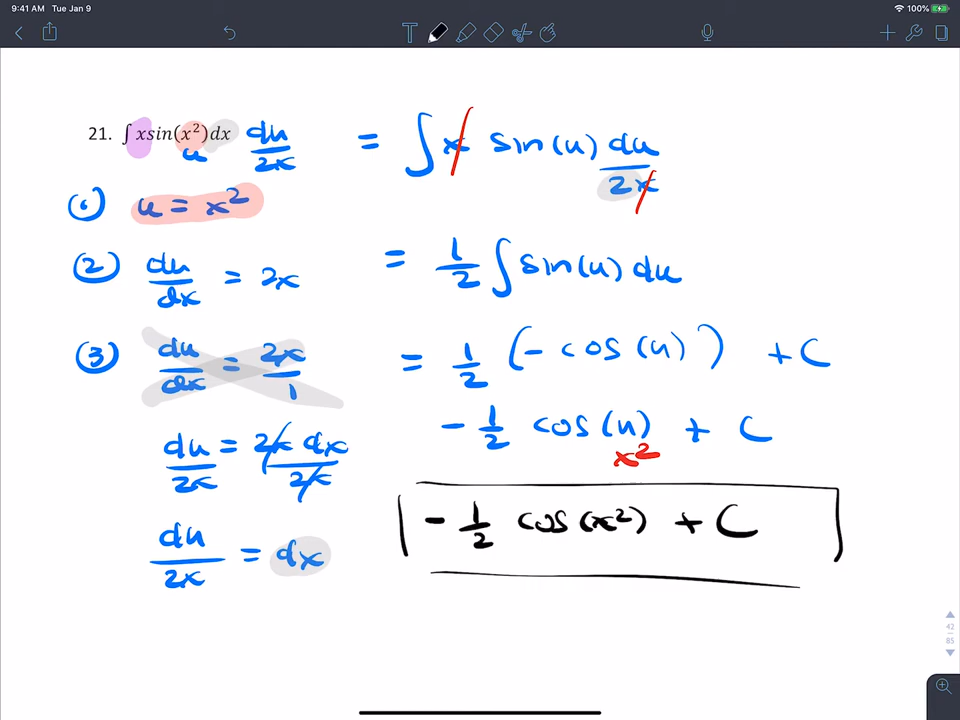 9:41 AM Tue Jan 9
100%
T
21. ∫ xsin(x²)dx
u
du/2x
= ∫ x sin(u) du/2x
(1) u = x²
(2) du/dx = 2x
= 1/2 ∫ sin(u) du
(3) du/dx = 2x/1
= 1/2 (- cos(u)) + C
du/2x = 2x dx/2x
- 1/2 cos(u) + C
x²
du/2x = dx
- 1/2 cos(x²) + C
42
85